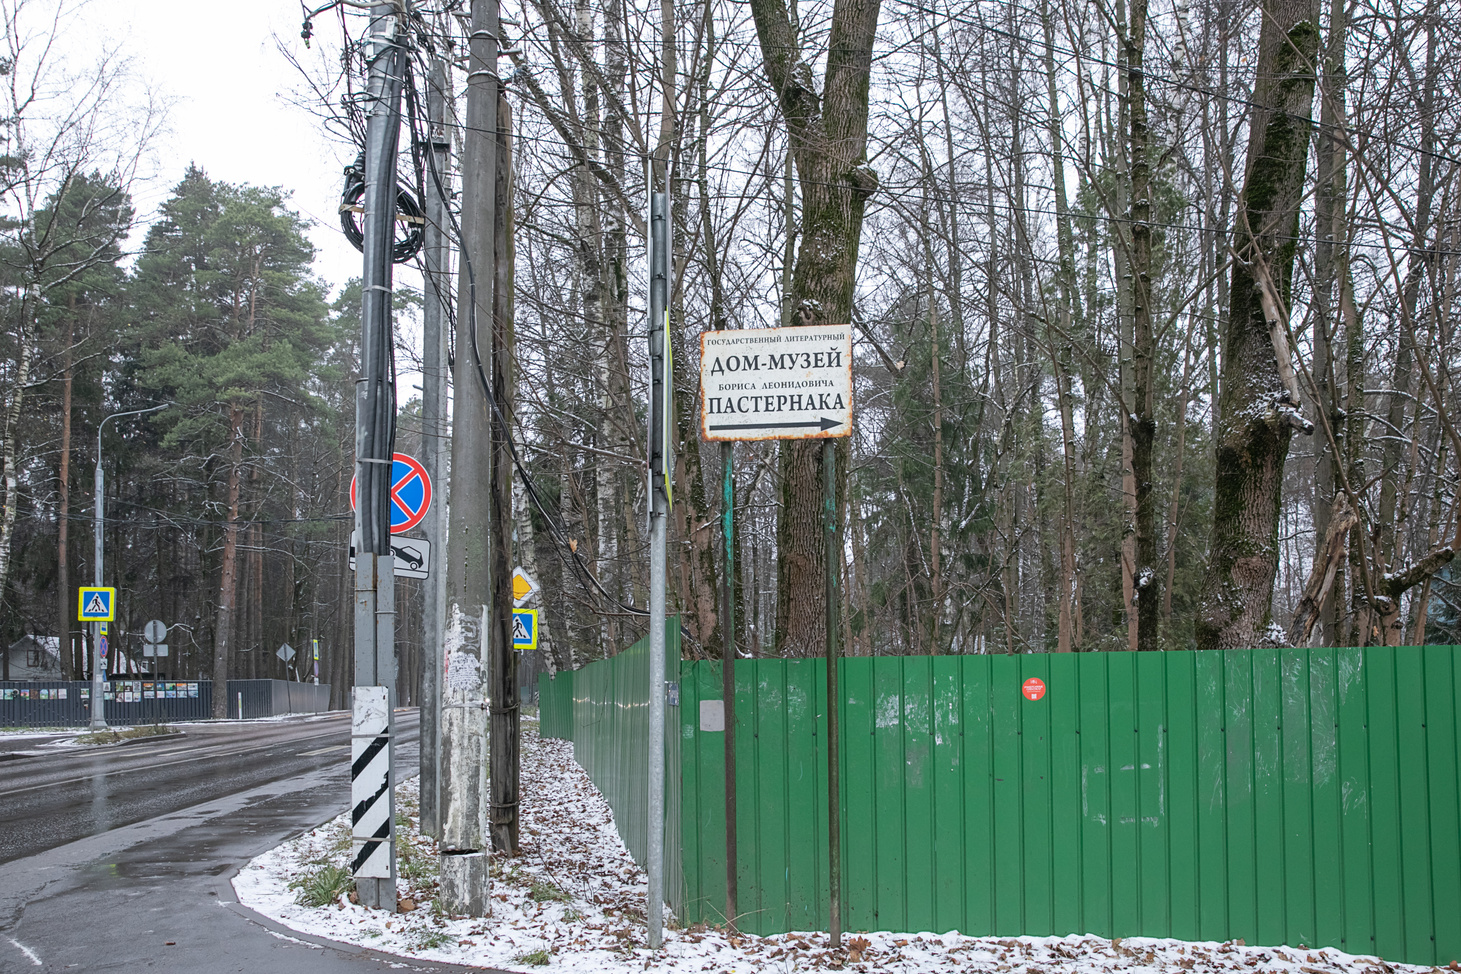 ГОСУДАРСТВЕННЫЙ ЛИТЕРАТУРНЫЙ
ДОМ-МУЗЕЙ
БОРИСА ЛЕОНИДОВИЧА
ПАСТЕРНАКА